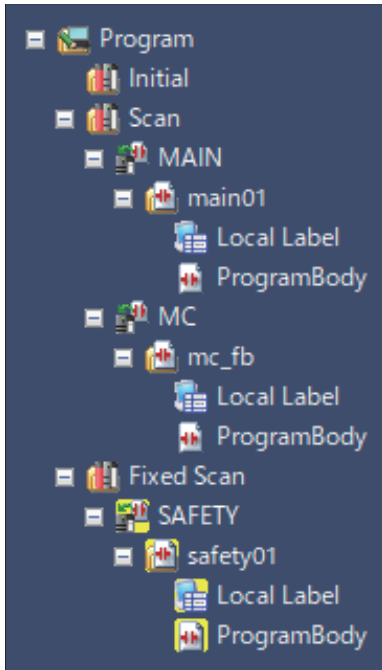 Program
Initial
Scan
MAIN
main01
Local Label
ProgramBody
MC
mc_fb
Local Label
ProgramBody
Fixed Scan
SAFETY
safety01
Local Label
ProgramBody